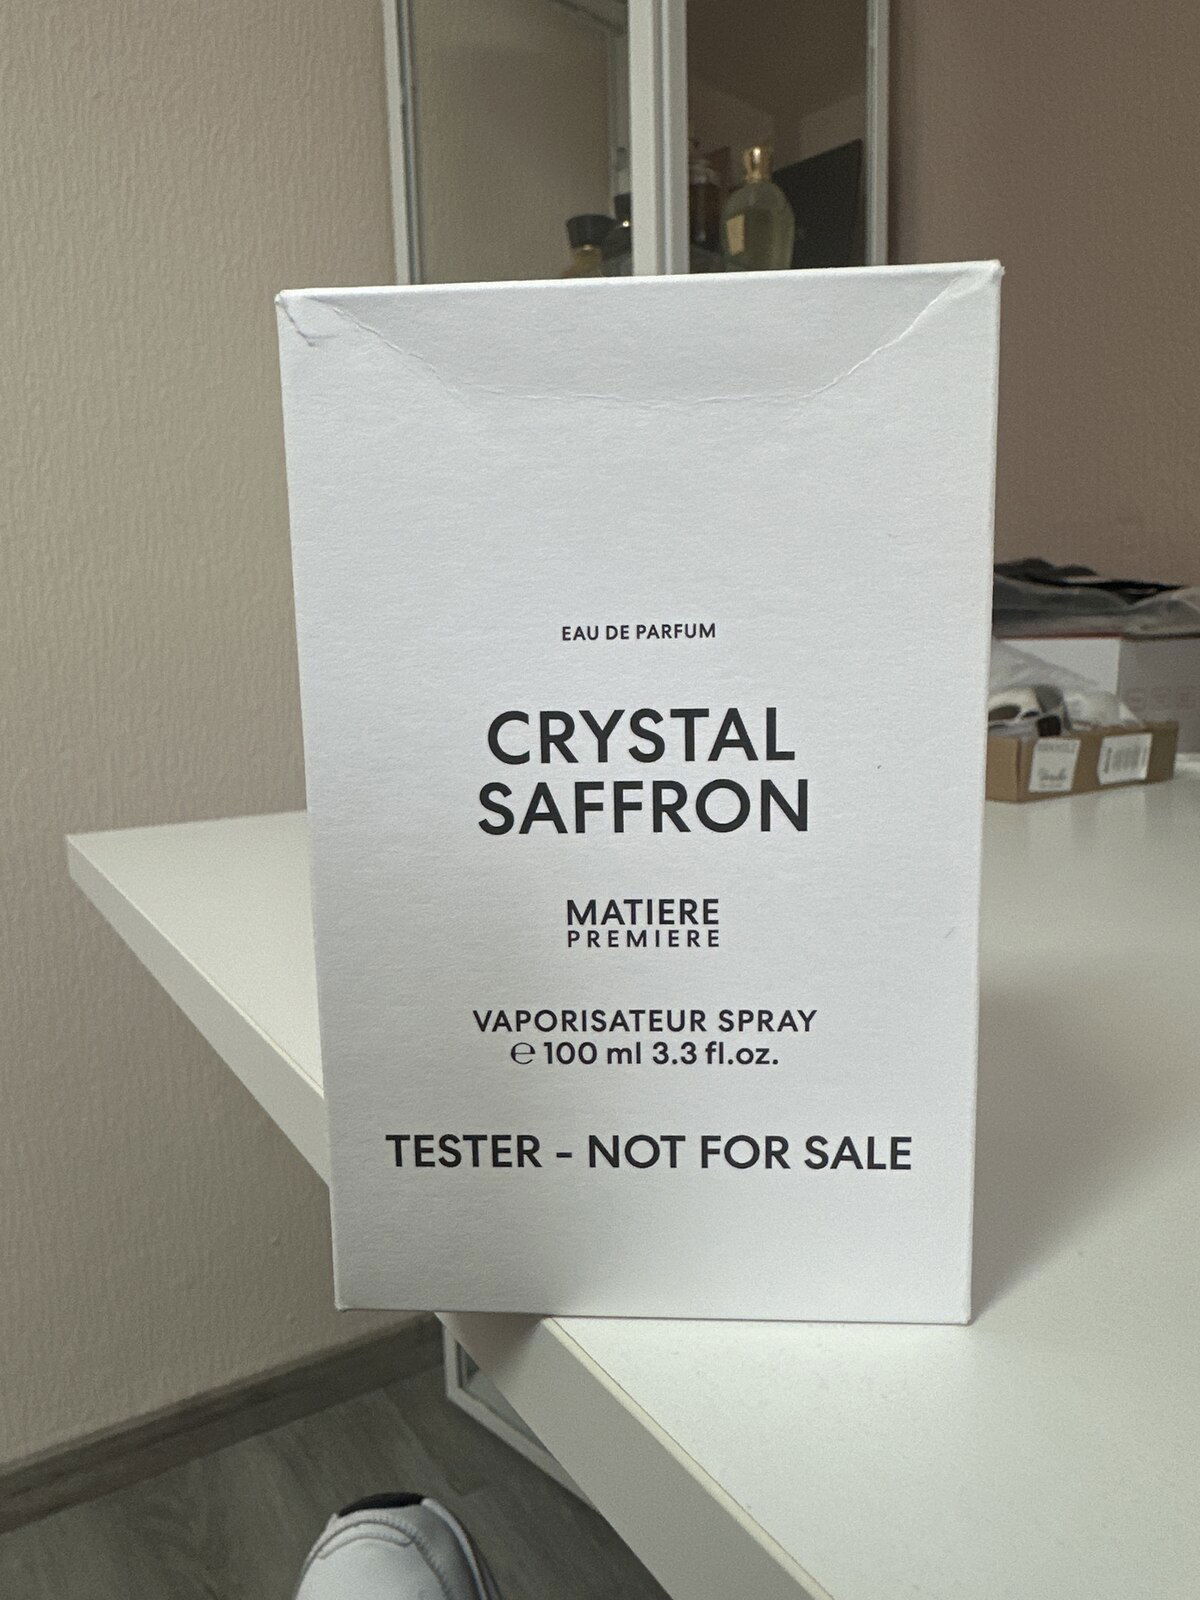 EAU DE PARFUM
CRYSTAL
SAFFRON
MATIERE
PREMIERE
VAPORISATEUR SPRAY
℮ 100 ml 3.3 fl.oz.
TESTER - NOT FOR SALE